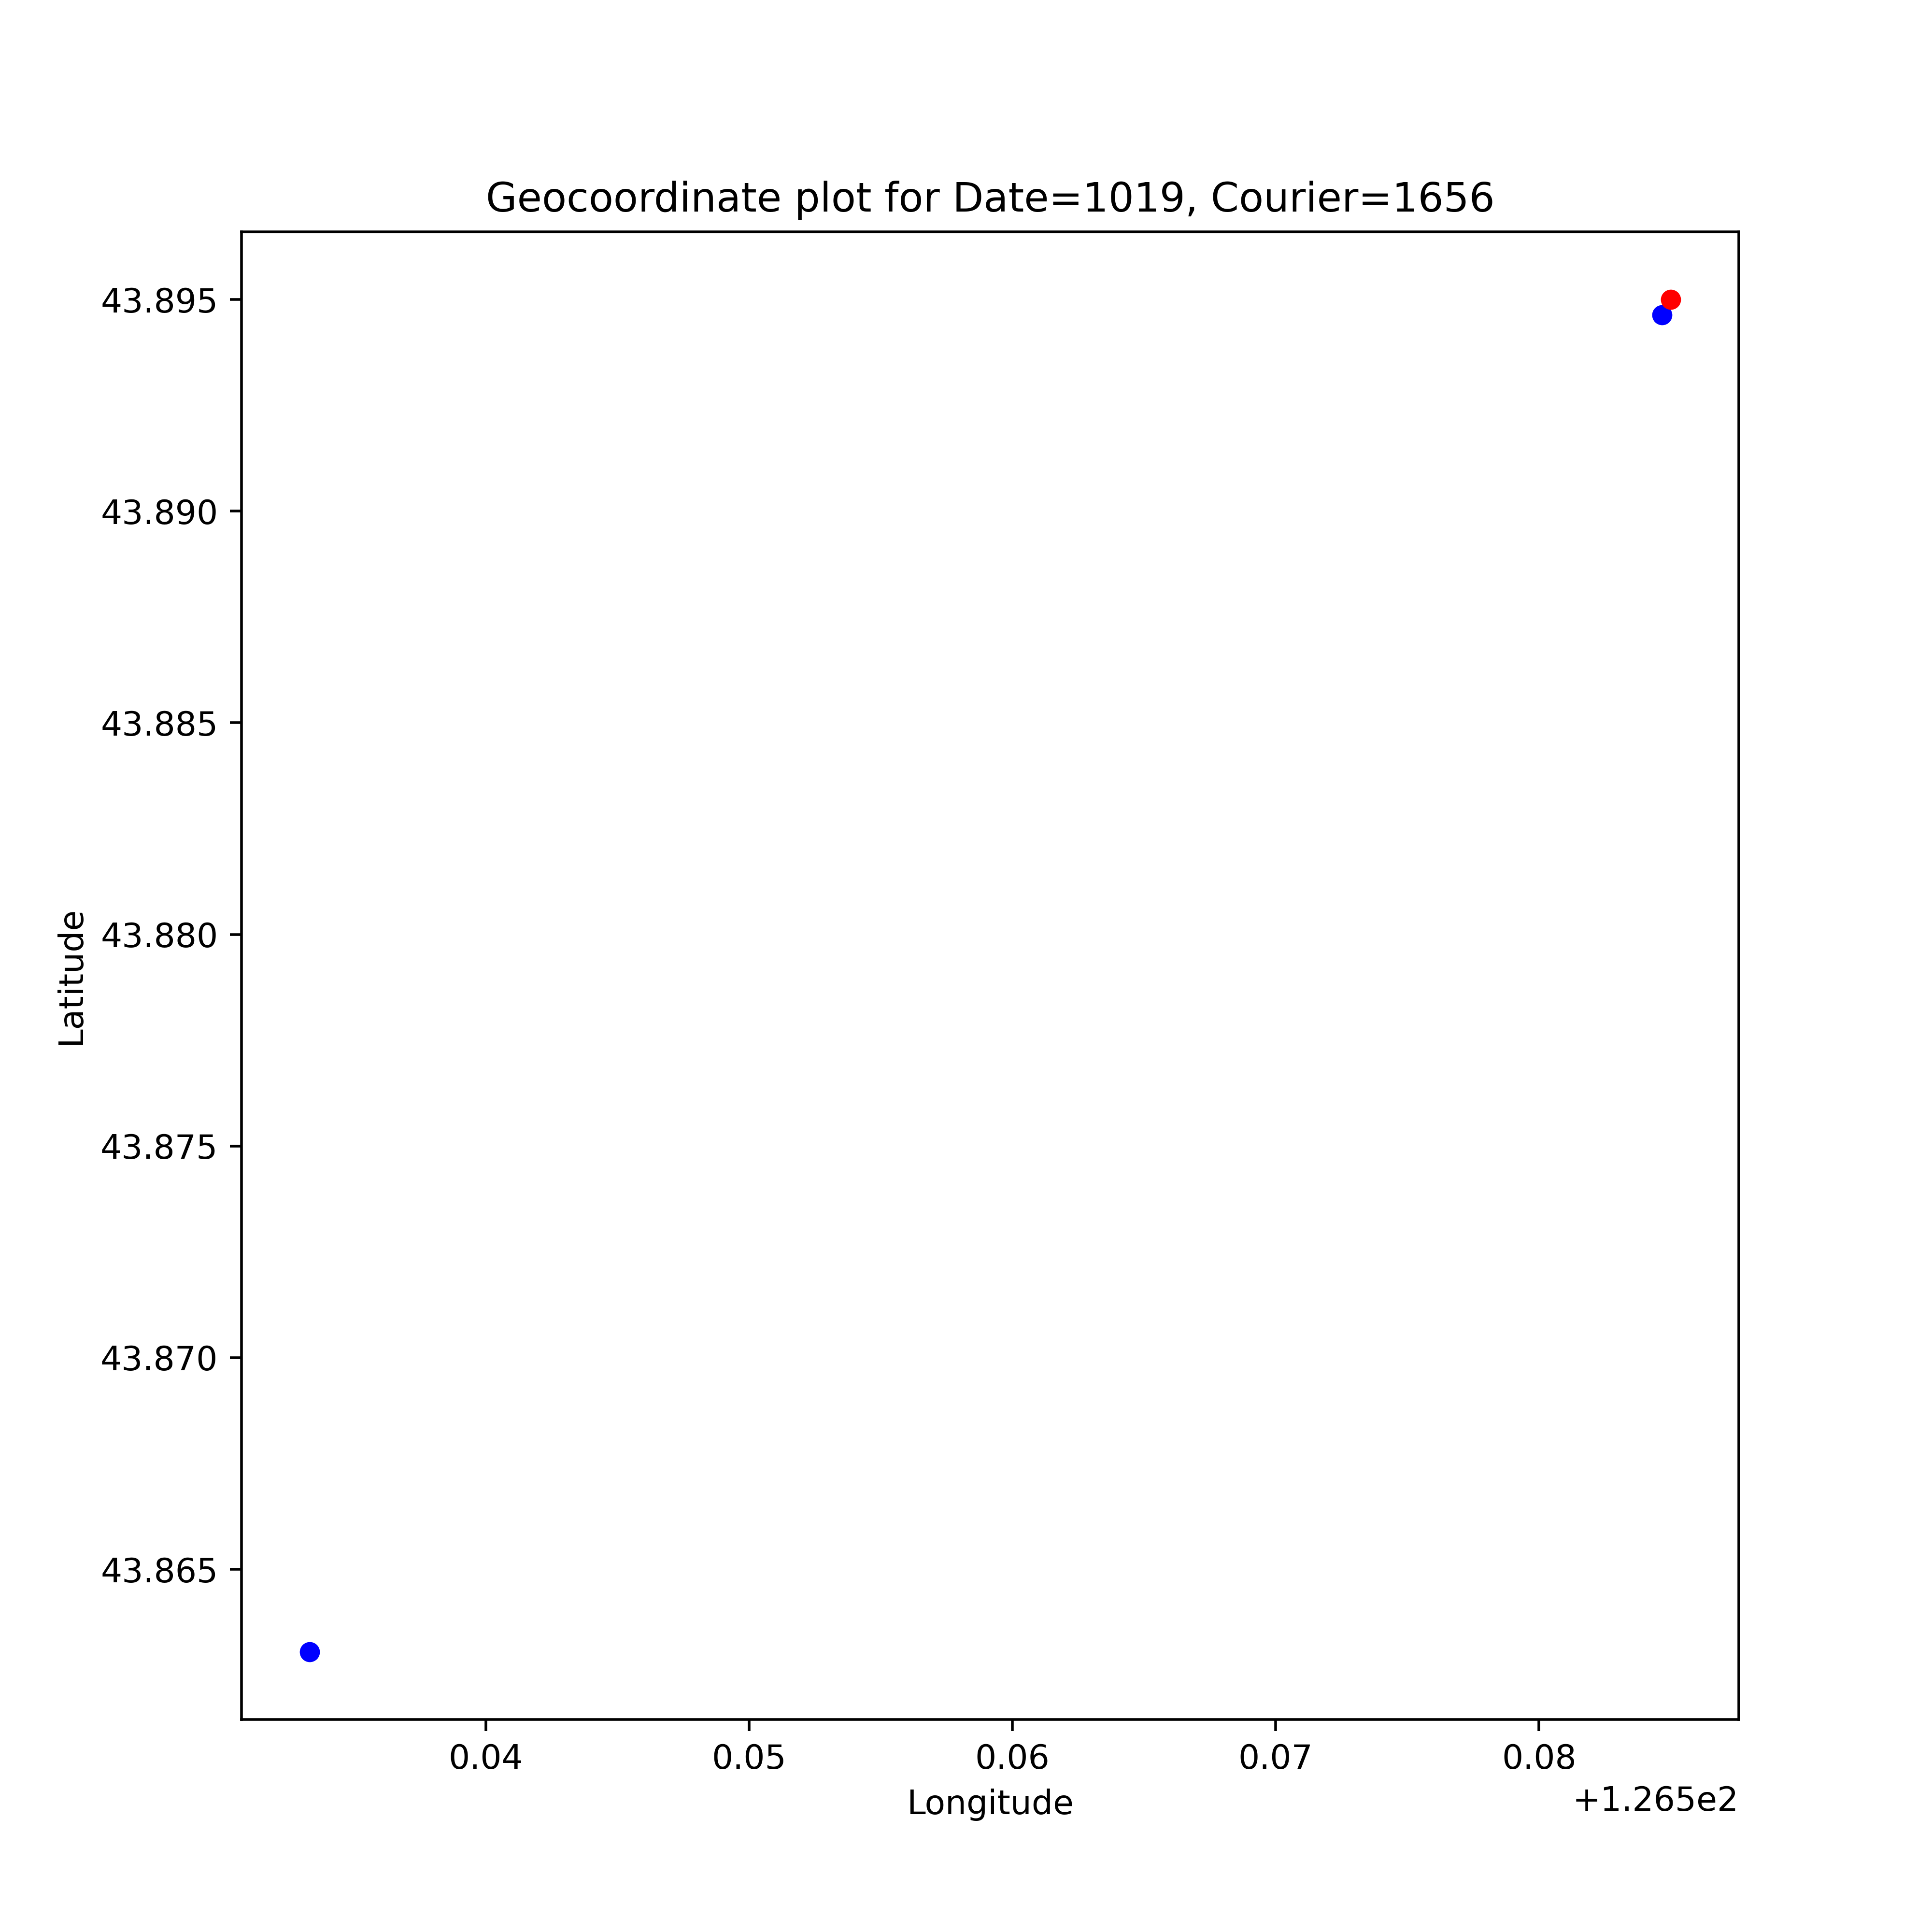 Geocoordinate plot for Date=1019, Courier=1656
43.895
43.890
43.885
43.880
43.875
43.870
43.865
Latitude
0.04 0.05 0.06 0.07 0.08
+1.265e2
Longitude